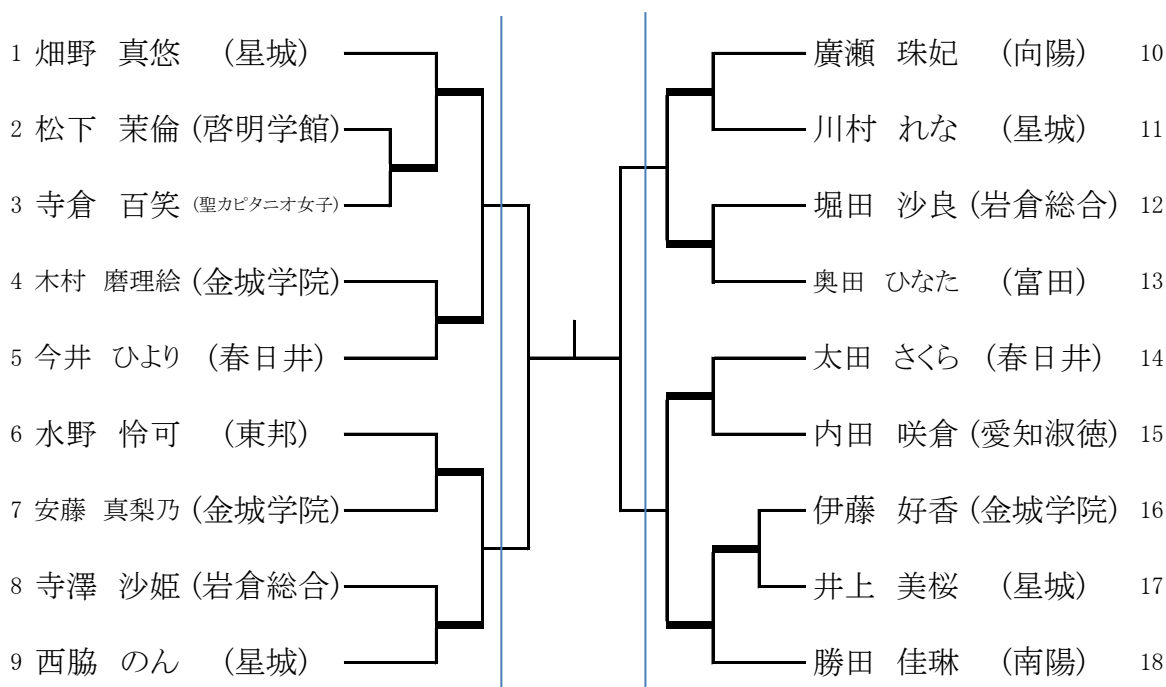 1 畑野 真悠 (星城)
2 松下 茉倫 (啓明学館)
3 寺倉 百笑 (聖カピタニオ女子)
4 木村 磨理絵 (金城学院)
5 今井 ひより (春日井)
6 水野 怜可 (東邦)
7 安藤 真梨乃 (金城学院)
8 寺澤 沙姫 (岩倉総合)
9 西脇 のん (星城)
廣瀬 珠妃 (向陽) 10
川村 れな (星城) 11
堀田 沙良 (岩倉総合) 12
奥田 ひなた (富田) 13
太田 さくら (春日井) 14
内田 咲倉 (愛知淑徳) 15
伊藤 好香 (金城学院) 16
井上 美桜 (星城) 17
勝田 佳琳 (南陽) 18